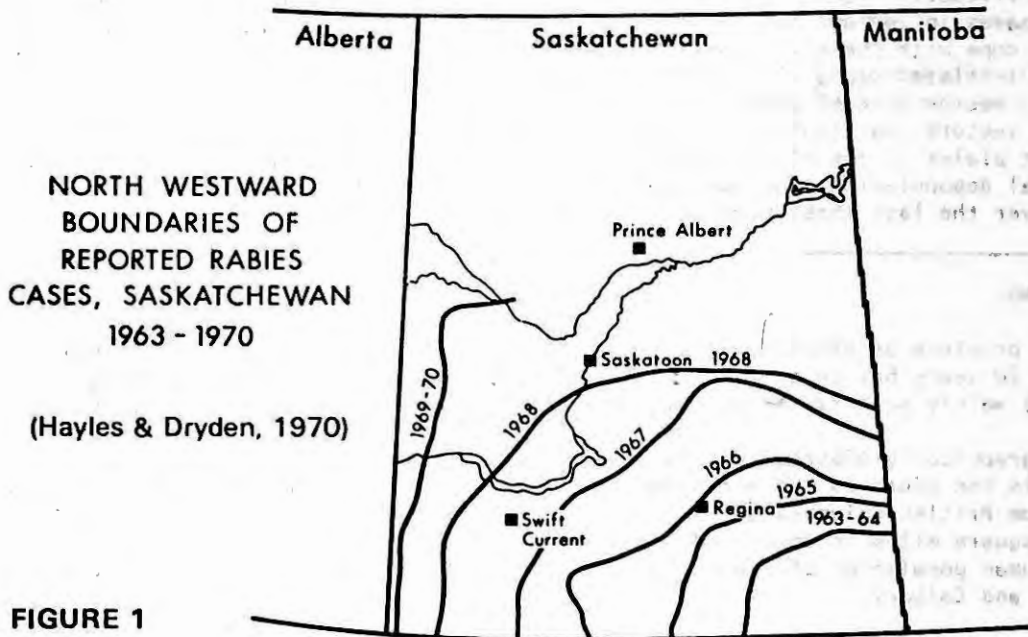 Alberta
Saskatchewan
Manitoba
NORTH WESTWARD
BOUNDARIES OF
REPORTED RABIES
CASES, SASKATCHEWAN
1963 - 1970
(Hayles & Dryden, 1970)
Prince Albert
Saskatoon
1968
1969-70
1968
1967
1966
1965
1963-64
Regina
Swift
Current
FIGURE 1